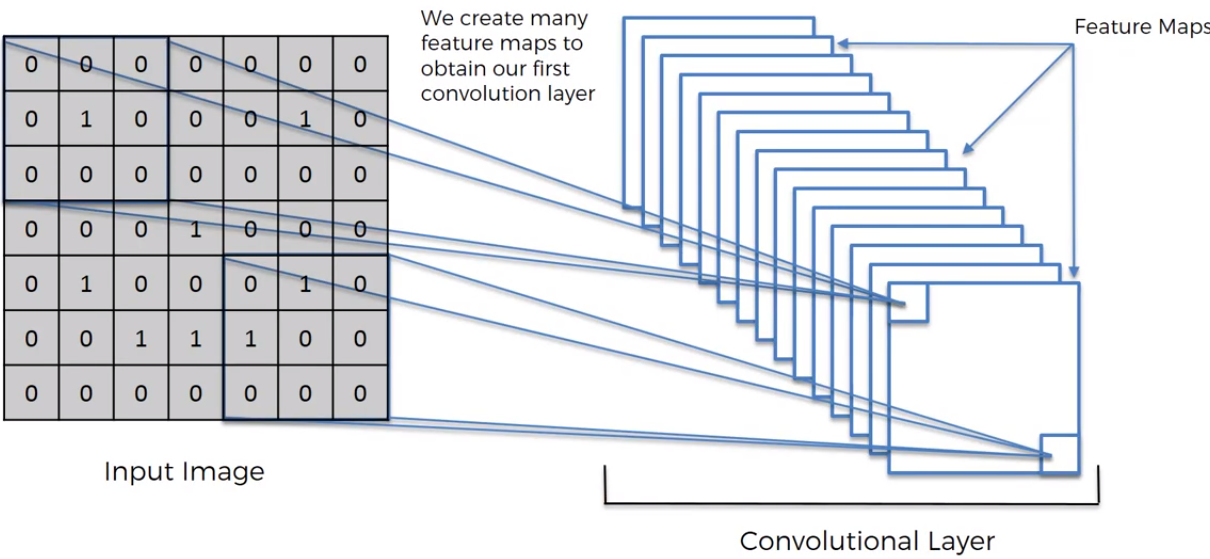 We create many
feature maps to
obtain our first
convolution layer
Feature Maps
0 0 0 0 0 0 0
0 1 0 0 0 1 0
0 0 0 0 0 0 0
0 0 0 1 0 0 0
0 1 0 0 0 1 0
0 0 1 1 1 0 0
0 0 0 0 0 0 0
Input Image
Convolutional Layer